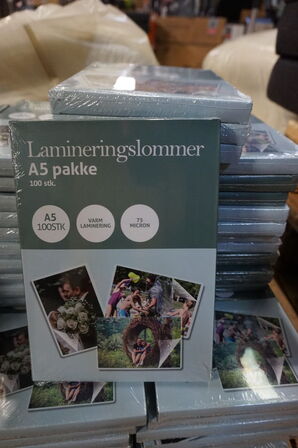 Lamineringslommer
A5 pakke
100 stk.
A5
100STK
VARM
LAMINERING
75
MICRON